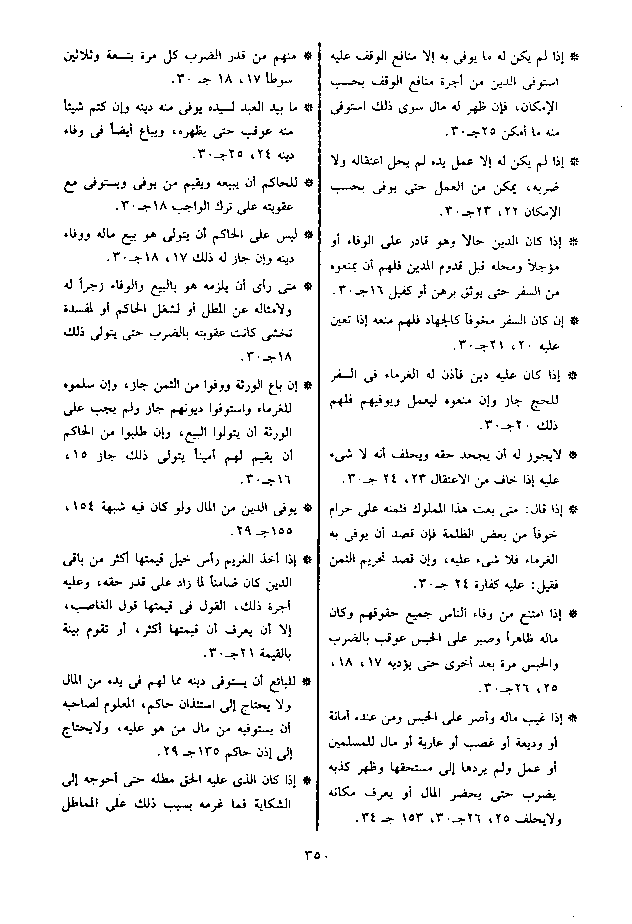 * إذا لم يكن له ما يوفى به إلا منافع الوقف عليه
استوفى الدين من أجرة منافع الوقف بحسب
الإمكان، فإن ظهر له مال سوى ذلك استوفى
منه ما أمكن ٢٥جـ٣٠.
* إذا لم يكن له إلا عمل يده لم يحل اعتقاله ولا
ضربه، يمكن من العمل حتى يوفى بحسب
الإمكان ٢٢، ٢٣جـ٣٠.
* إذا كان الدين حالاً وهو قادر على الوفاء أو
مؤجلاً ومحله قبل قدوم المدين فلهم أن يمنعوه
من السفر حتى يوثق برهن أو كفيل ١٦جـ٣٠.
* إن كان السفر مخوفاً كالجهاد فلهم منعه إذا تعين
عليه ٢٠، ٢١جـ٣٠.
* إذا كان عليه دين فأذن له الغرماء فى السفر
للحج جاز وإن منعوه ليعمل ويوفيهم فلهم
ذلك ٢٠جـ٣٠.
* لايجوز له أن يجحد حقه ويحلف أنه لا شىء
عليه إذا خاف من الاعتقال ٢٣، ٢٤ جـ٣٠.
* إذا قال: متى بعت هذا المملوك فثمنه على حرام
خوفاً من بعض الظلمة فإن قصد أن يوفى به
الغرماء فلا شىء عليه، وإن قصد تحريم الثمن
فقيل: عليه كفارة ٢٤ جـ٣٠.
* إذا امتنع من وفاء الناس جميع حقوقهم وكان
ماله ظاهراً وصبر على الحبس عوقب بالضرب
والحبس مرة بعد أخرى حتى يؤديه ١٧، ١٨،
٢٥، ٢٦جـ٣٠.
* إذا غيب ماله وأصر على الحبس ومن عنده أمانة
أو وديعة أو غصب أو عارية أو مال للمسلمين
أو عمل ولم يردها إلى مستحقها وظهر كذبه
يضرب حتى يحضر المال أو يعرف مكانه
ولايحلف ٢٥، ٢٦جـ٣٠، ١٥٣ جـ٣٤.
* منهم من قدر الضرب كل مرة بتسعة وثلاثين
سوطاً ١٧، ١٨ جـ٣٠.
* ما بيد العبد لسيده يوفى منه دينه وإن كتم شيئاً
منه عوقب حتى يظهره، ويباع أيضاً فى وفاء
دينه ٢٤، ٢٥جـ٣٠.
* للحاكم أن يبيعه ويقيم من يوفى ويستوفى مع
عقوبته على ترك الواجب ١٨جـ٣٠.
* ليس على الحاكم أن يتولى هو بيع ماله ووفاء
دينه وإن جاز له ذلك ١٧، ١٨جـ٣٠.
* متى رأى أن يلزمه هو بالبيع والوفاء زجراً له
ولامثاله عن المطل أو لشغل الحاكم أو لمفسدة
تخشى كانت عقوبته بالضرب حتى يتولى ذلك
١٨جـ٣٠.
* إن باع الورثة ووفوا من الثمن جاز، وإن سلموه
للغرماء واستوفوا ديونهم جاز ولم يجب على
الورثة أن يتولوا البيع، وإن طلبوا من الحاكم
أن يقيم لهم أميناً يتولى ذلك جاز ١٥،
١٦جـ٣٠.
* يوفى الدين من المال ولو كان فيه شبهة ١٥٤،
١٥٥جـ٢٩.
* إذا أخذ الغريم رأس خيل قيمتها أكثر من باقى
الدين كان ضامناً لما زاد على قدر حقه، وعليه
أجرة ذلك، القول فى قيمتها قول الغاصب،
إلا أن يعرف أن قيمتها أكثر، أو تقوم بينة
بالقيمة ٢١جـ٣٠.
* للبائع أن يستوفى دينه مما لهم فى يده من المال
ولا يحتاج إلى استئذان حاكم، المعلوم لصاحبه
أن يستوفيه من مال من هو عليه، ولايحتاج
إلى إذن حاكم ١٣٥ جـ٢٩.
* إذا كان الذى عليه الحق مطله حتى أحوجه إلى
الشكاية فما غرمه بسبب ذلك على المماطل
٣٥٠